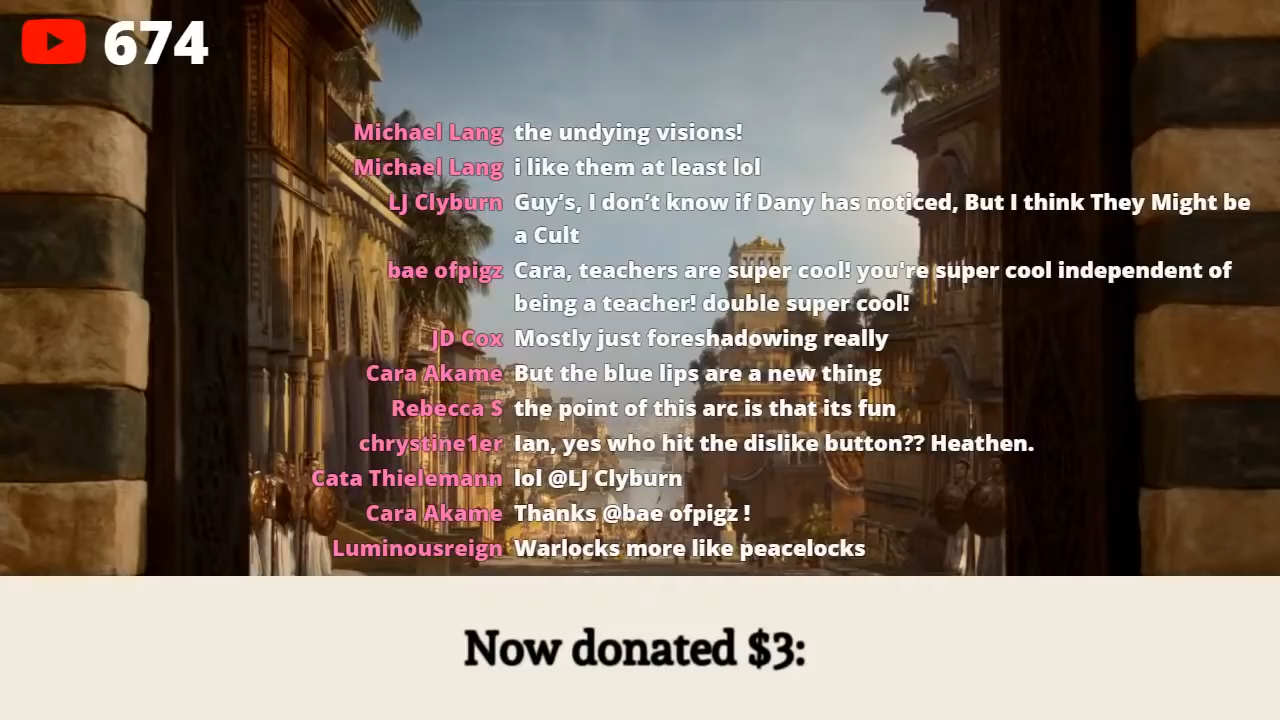 674
Michael Lang the undying visions!
Michael Lang i like them at least lol
LJ Clyburn Guy’s, I don’t know if Dany has noticed, But I think They Might be
a Cult
bae ofpigz Cara, teachers are super cool! you're super cool independent of
being a teacher! double super cool!
JD Cox Mostly just foreshadowing really
Cara Akame But the blue lips are a new thing
Rebecca S the point of this arc is that its fun
chrystine1er Ian, yes who hit the dislike button?? Heathen.
Cata Thielemann lol @LJ Clyburn
Cara Akame Thanks @bae ofpigz !
Luminousreign Warlocks more like peacelocks
Now donated $3: